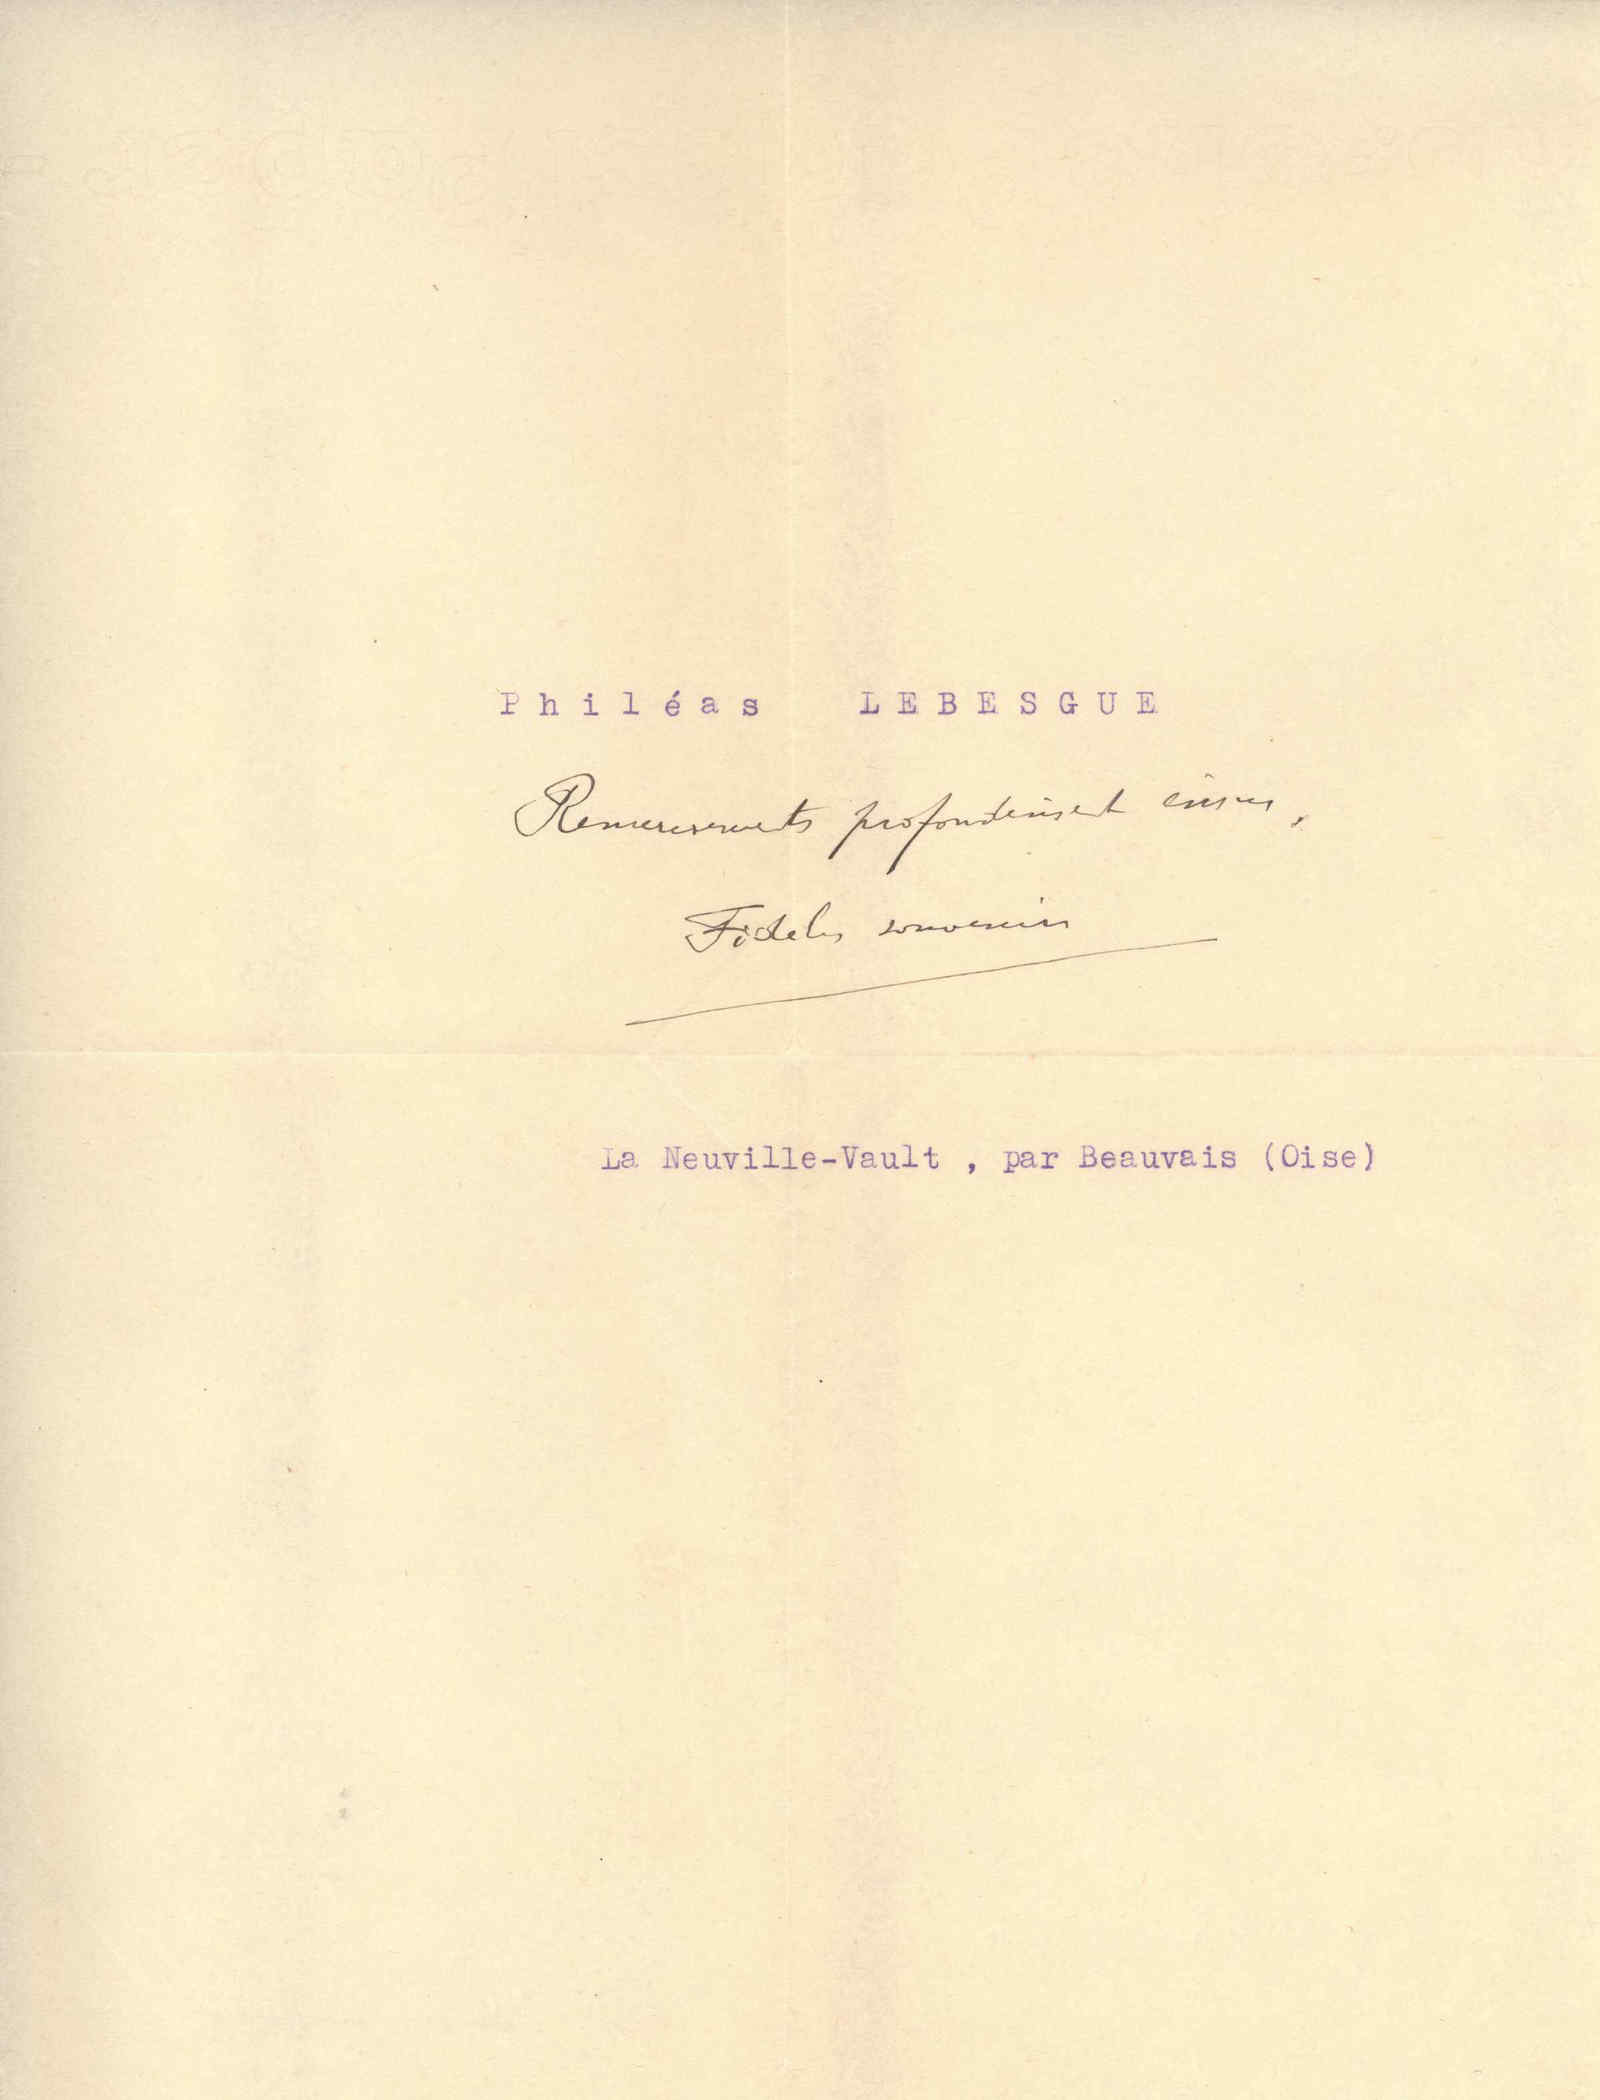 Philéas LEBESGUE
Remerciements profondément émus,
Fidèles souvenirs
La Neuville-Vault , par Beauvais (Oise)